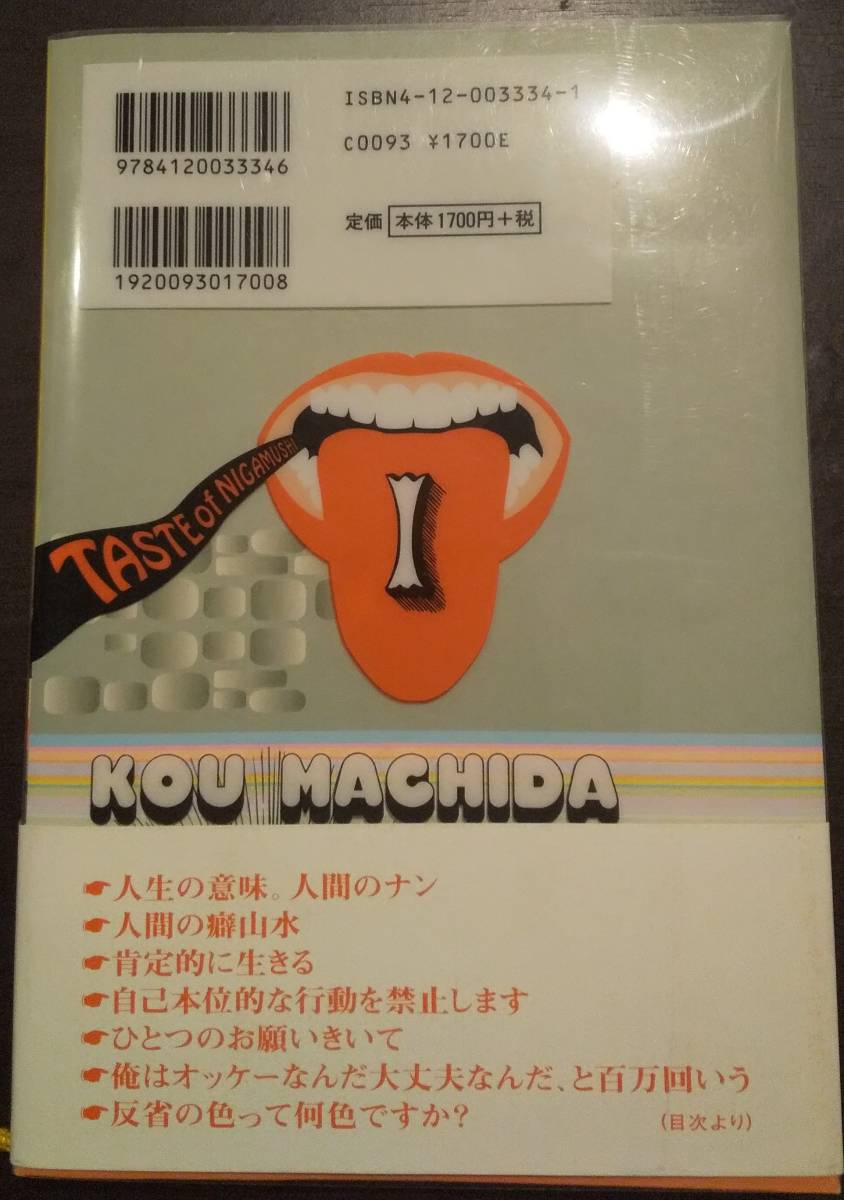 ISBN4-12-003334-1
C0093 ¥1700E
9784120033346
定価 本体1700円+税
1920093017008
TASTE of NIGAMUSHI
I
KOU MACHIDA
☛人生の意味。人間のナン
☛人間の癖山水
☛肯定的に生きる
☛自己本位的な行動を禁止します
☛ひとつのお願いきいて
☛俺はオッケーなんだ大丈夫なんだ、と百万回いう
☛反省の色って何色ですか?
(目次より)